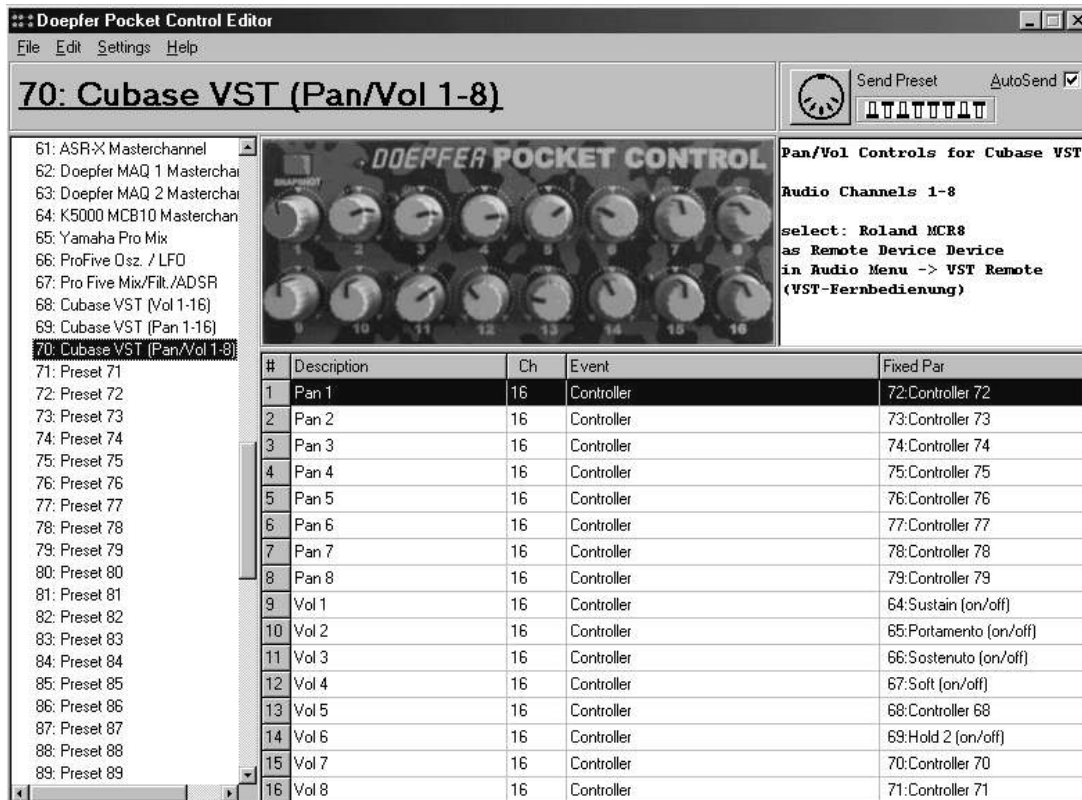 Doepfer Pocket Control Editor
File Edit Settings Help
70: Cubase VST (Pan/Vol 1-8)
Send Preset
AutoSend
61: ASR-X Masterchannel
62: Doepfer MAQ 1 Masterchai
63: Doepfer MAQ 2 Masterchai
64: K5000 MCB10 Masterchan
65: Yamaha Pro Mix
66: ProFive Osz. / LFO
67: Pro Five Mix/Filt./ADSR
68: Cubase VST (Vol 1-16)
69: Cubase VST (Pan 1-16)
70: Cubase VST (Pan/Vol 1-8)
71: Preset 71
72: Preset 72
73: Preset 73
74: Preset 74
75: Preset 75
76: Preset 76
77: Preset 77
78: Preset 78
79: Preset 79
80: Preset 80
81: Preset 81
82: Preset 82
83: Preset 83
84: Preset 84
85: Preset 85
86: Preset 86
87: Preset 87
88: Preset 88
89: Preset 89
DOEPFER POCKET CONTROL
SNAPSHOT
1 2 3 4 5 6 7 8
9 10 11 12 13 14 15 16
Pan/Vol Controls for Cubase VST
Audio Channels 1-8
select: Roland MCR8
as Remote Device Device
in Audio Menu -> VST Remote
(VST-Fernbedienung)
# Description Ch Event Fixed Par
1 Pan 1 16 Controller 72:Controller 72
2 Pan 2 16 Controller 73:Controller 73
3 Pan 3 16 Controller 74:Controller 74
4 Pan 4 16 Controller 75:Controller 75
5 Pan 5 16 Controller 76:Controller 76
6 Pan 6 16 Controller 77:Controller 77
7 Pan 7 16 Controller 78:Controller 78
8 Pan 8 16 Controller 79:Controller 79
9 Vol 1 16 Controller 64:Sustain (on/off)
10 Vol 2 16 Controller 65:Portamento (on/off)
11 Vol 3 16 Controller 66:Sostenuto (on/off)
12 Vol 4 16 Controller 67:Soft (on/off)
13 Vol 5 16 Controller 68:Controller 68
14 Vol 6 16 Controller 69:Hold 2 (on/off)
15 Vol 7 16 Controller 70:Controller 70
16 Vol 8 16 Controller 71:Controller 71